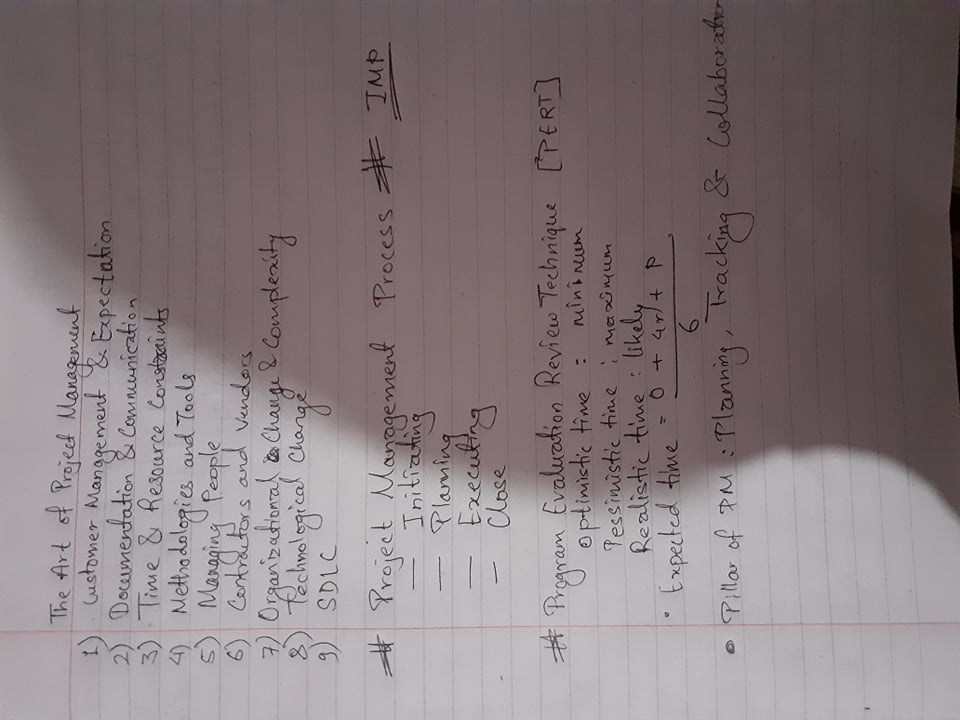 The Art of Project Management
1) Customer Management & Expectation
2) Documentation & Communication
3) Time & Resource Constraints
4) Methodologies and Tools
5) Managing People
6) Contractors and Vendors
7) Organizational Change & Complexity
8) Technological Change
9) SDLC
# Project Management Process # IMP
— Initiating
— Planning
— Executing
— Close
# Program Evaluation Review Technique [PERT]
Optimistic time : minimum
Pessimistic time : maximum
Realistic time : likely
• Expected time = O + 4r + P
6
• Pillar of PM : Planning, Tracking & Collaboration